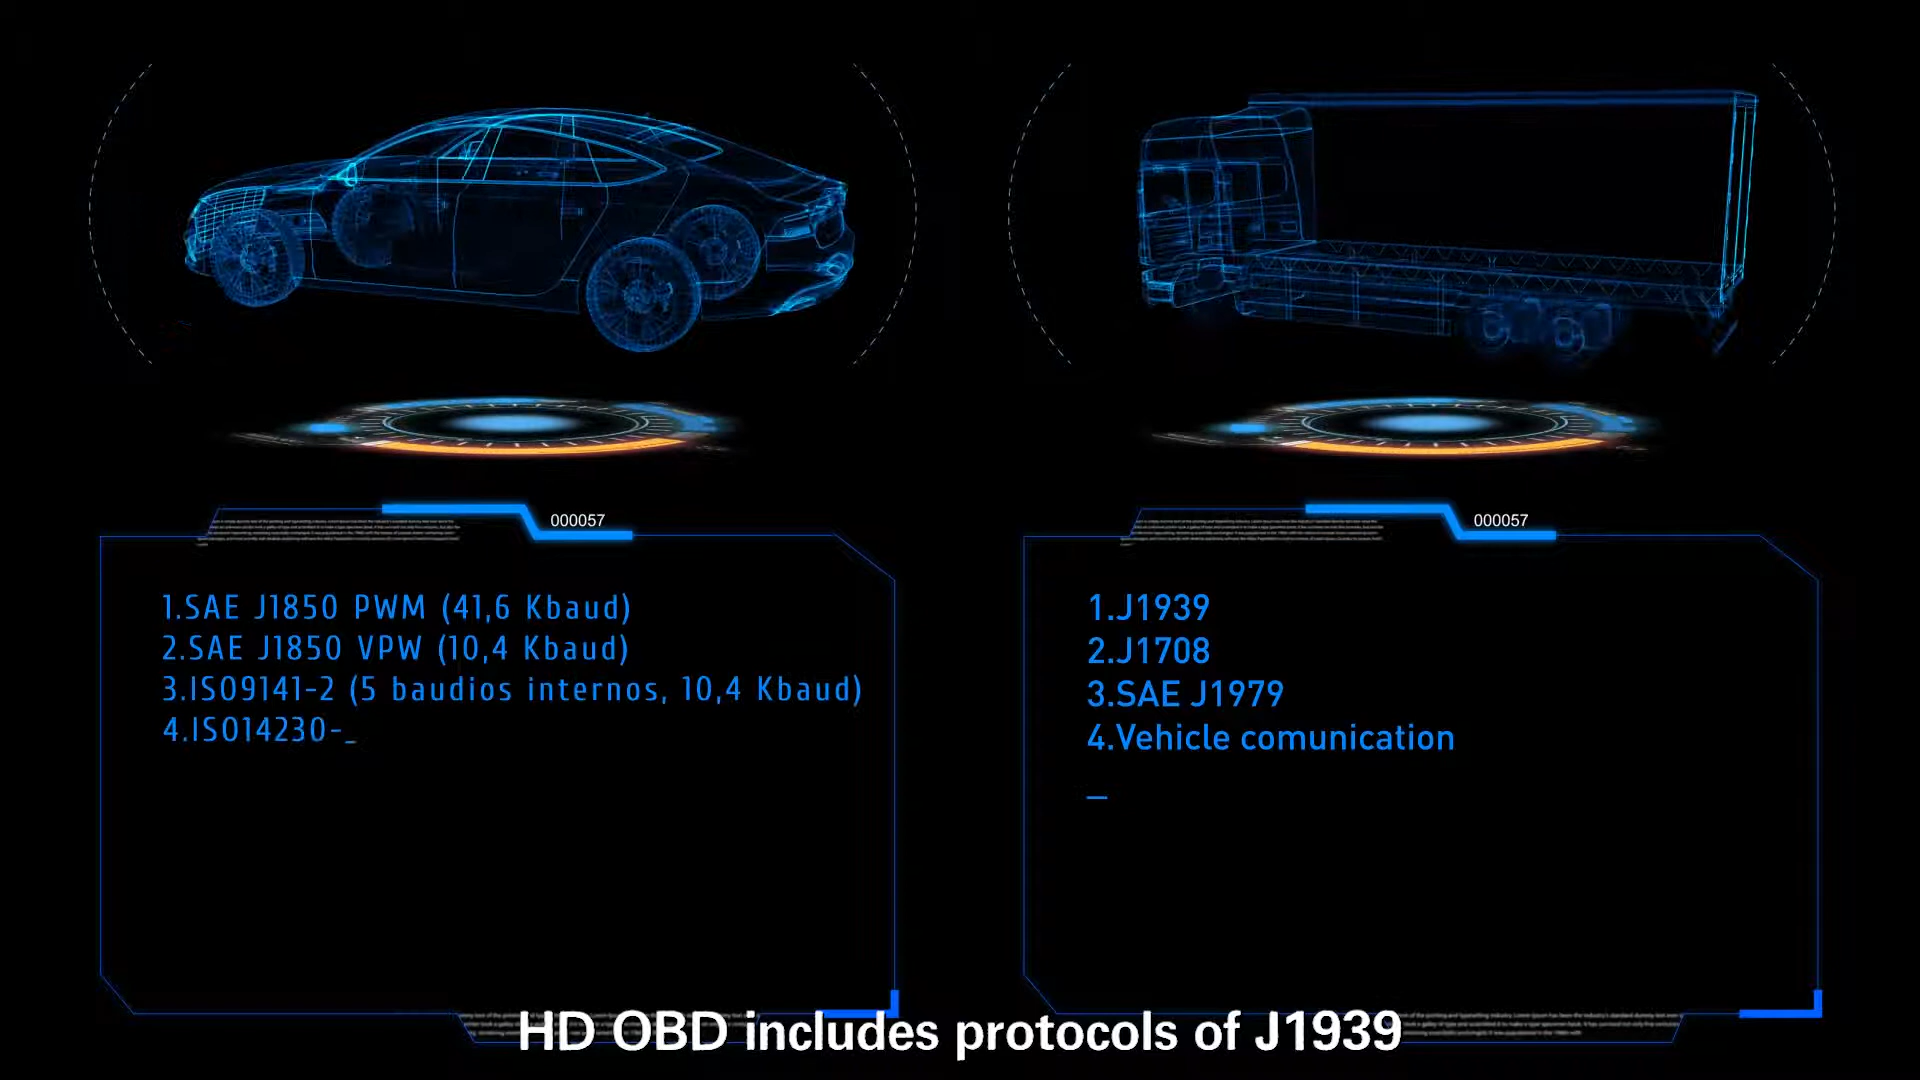 000057
1.SAE J1850 PWM (41,6 Kbaud)
2.SAE J1850 VPW (10,4 Kbaud)
3.ISO9141-2 (5 baudios internos, 10,4 Kbaud)
4.ISO14230-_
000057
1.J1939
2.J1708
3.SAE J1979
4.Vehicle comunication
_
HD OBD includes protocols of J1939